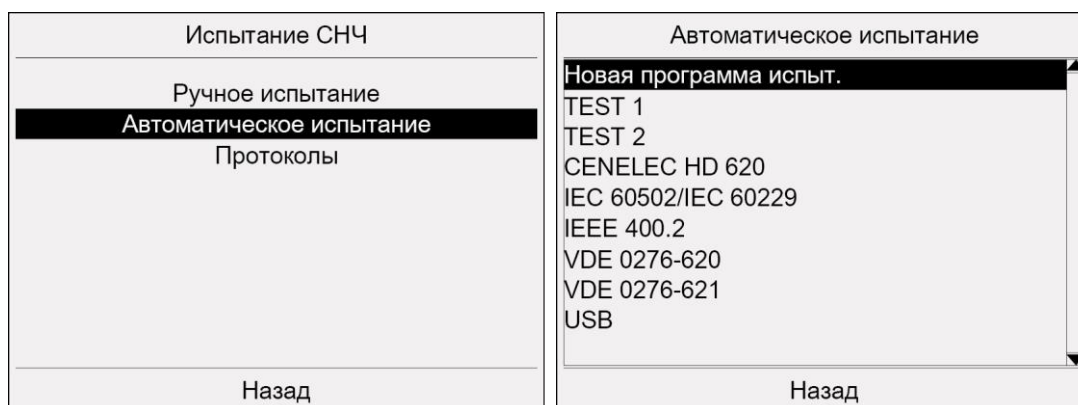 Испытание СНЧ
Ручное испытание
Автоматическое испытание
Протоколы
Назад
Автоматическое испытание
Новая программа испыт.
TEST 1
TEST 2
CENELEC HD 620
IEC 60502/IEC 60229
IEEE 400.2
VDE 0276-620
VDE 0276-621
USB
Назад